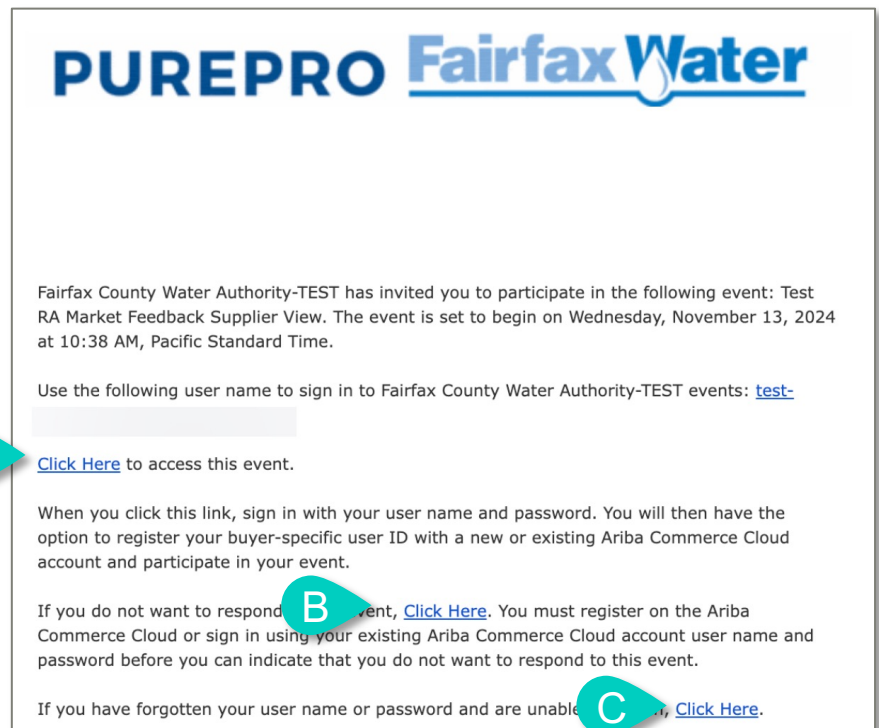 PUREPRO Fairfax Water
Fairfax County Water Authority-TEST has invited you to participate in the following event: Test
RA Market Feedback Supplier View. The event is set to begin on Wednesday, November 13, 2024
at 10:38 AM, Pacific Standard Time.
Use the following user name to sign in to Fairfax County Water Authority-TEST events: test-
Click Here to access this event.
When you click this link, sign in with your user name and password. You will then have the
option to register your buyer-specific user ID with a new or existing Ariba Commerce Cloud
account and participate in your event.
If you do not want to respond B vent, Click Here. You must register on the Ariba
Commerce Cloud or sign in using your existing Ariba Commerce Cloud account user name and
password before you can indicate that you do not want to respond to this event.
If you have forgotten your user name or password and are unable C , Click Here.